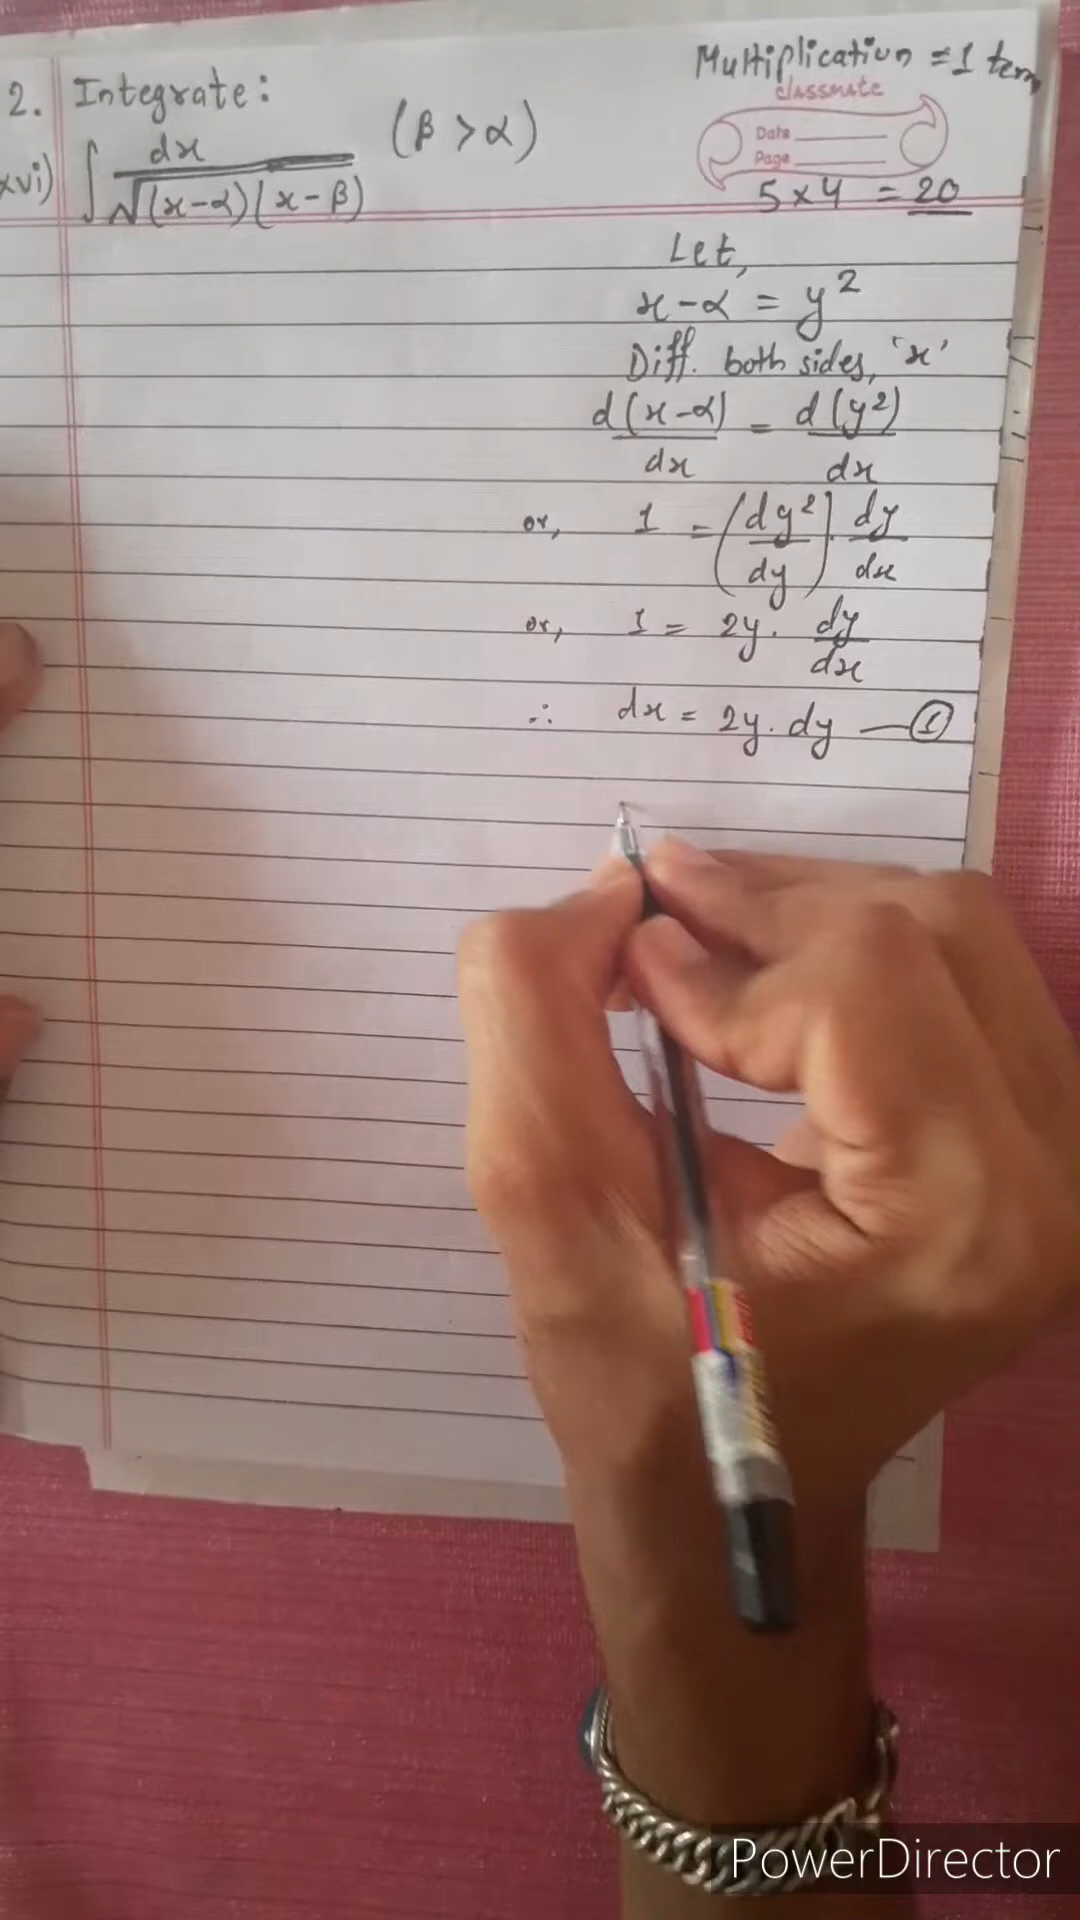 Multiplication = 1 term
2. Integrate:
classmate
xvi) ∫ dx / √(x-α)(x-β) (β > α)
Date
Page
5 x 4 = 20
Let,
x-α = y²
Diff. both sides, 'x'
d(x-α)/dx = d(y²)/dx
or, 1 = (dy²/dy) . dy/dx
or, 1 = 2y. dy/dx
∴ dx = 2y. dy — ①
PowerDirector